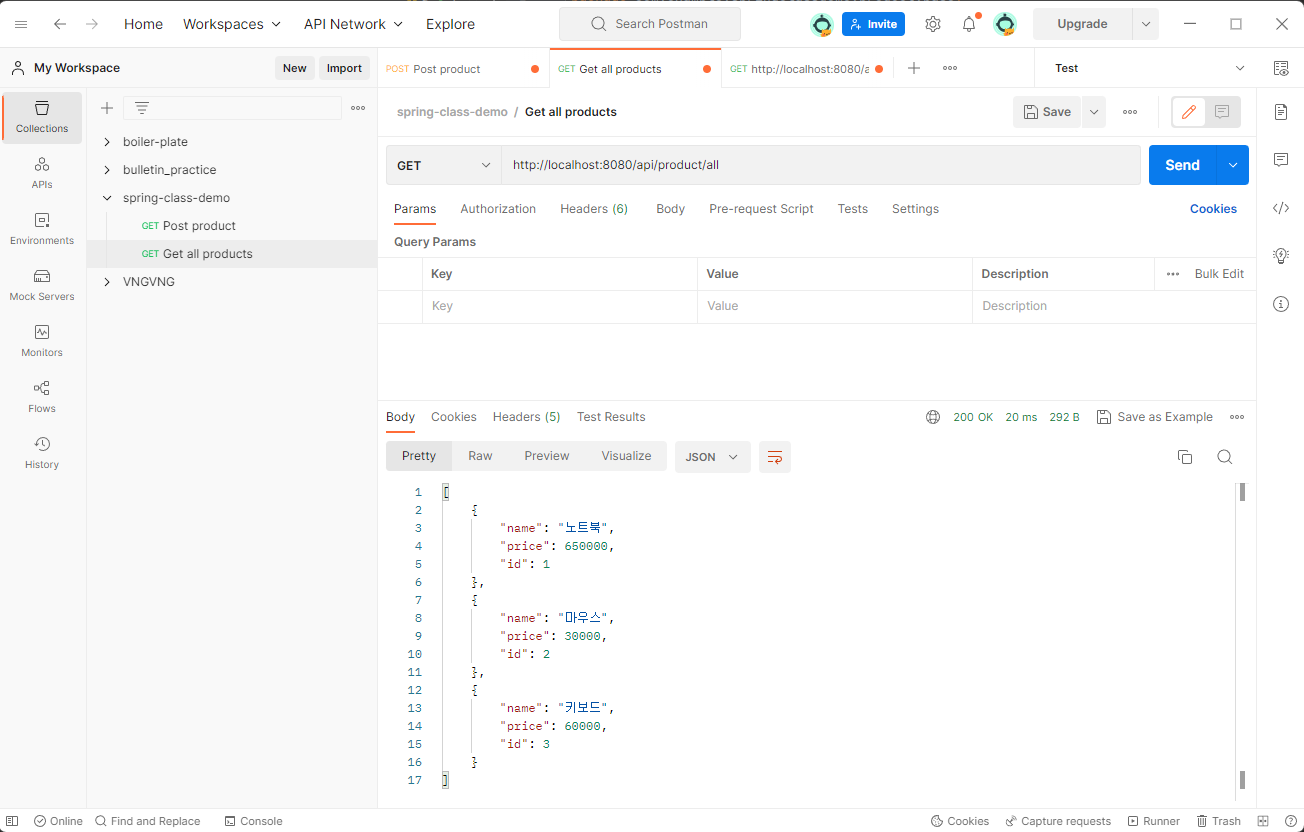 Home Workspaces API Network Explore Search Postman Invite Upgrade
My Workspace New Import POST Post product GET Get all products GET http://localhost:8080/a Test
spring-class-demo / Get all products Save
Collections
APIs
Environments
Mock Servers
Monitors
Flows
History
boiler-plate
bulletin_practice
spring-class-demo
GET Post product
GET Get all products
VNGVNG
GET http://localhost:8080/api/product/all Send
Params Authorization Headers (6) Body Pre-request Script Tests Settings Cookies
Query Params
Key Value Description Bulk Edit
Key Value Description
Body Cookies Headers (5) Test Results 200 OK 20 ms 292 B Save as Example
Pretty Raw Preview Visualize JSON
1 [
2 {
3 "name": "노트북",
4 "price": 650000,
5 "id": 1
6 },
7 {
8 "name": "마우스",
9 "price": 30000,
10 "id": 2
11 },
12 {
13 "name": "키보드",
14 "price": 60000,
15 "id": 3
16 }
17 ]
Online Find and Replace Console Cookies Capture requests Runner Trash